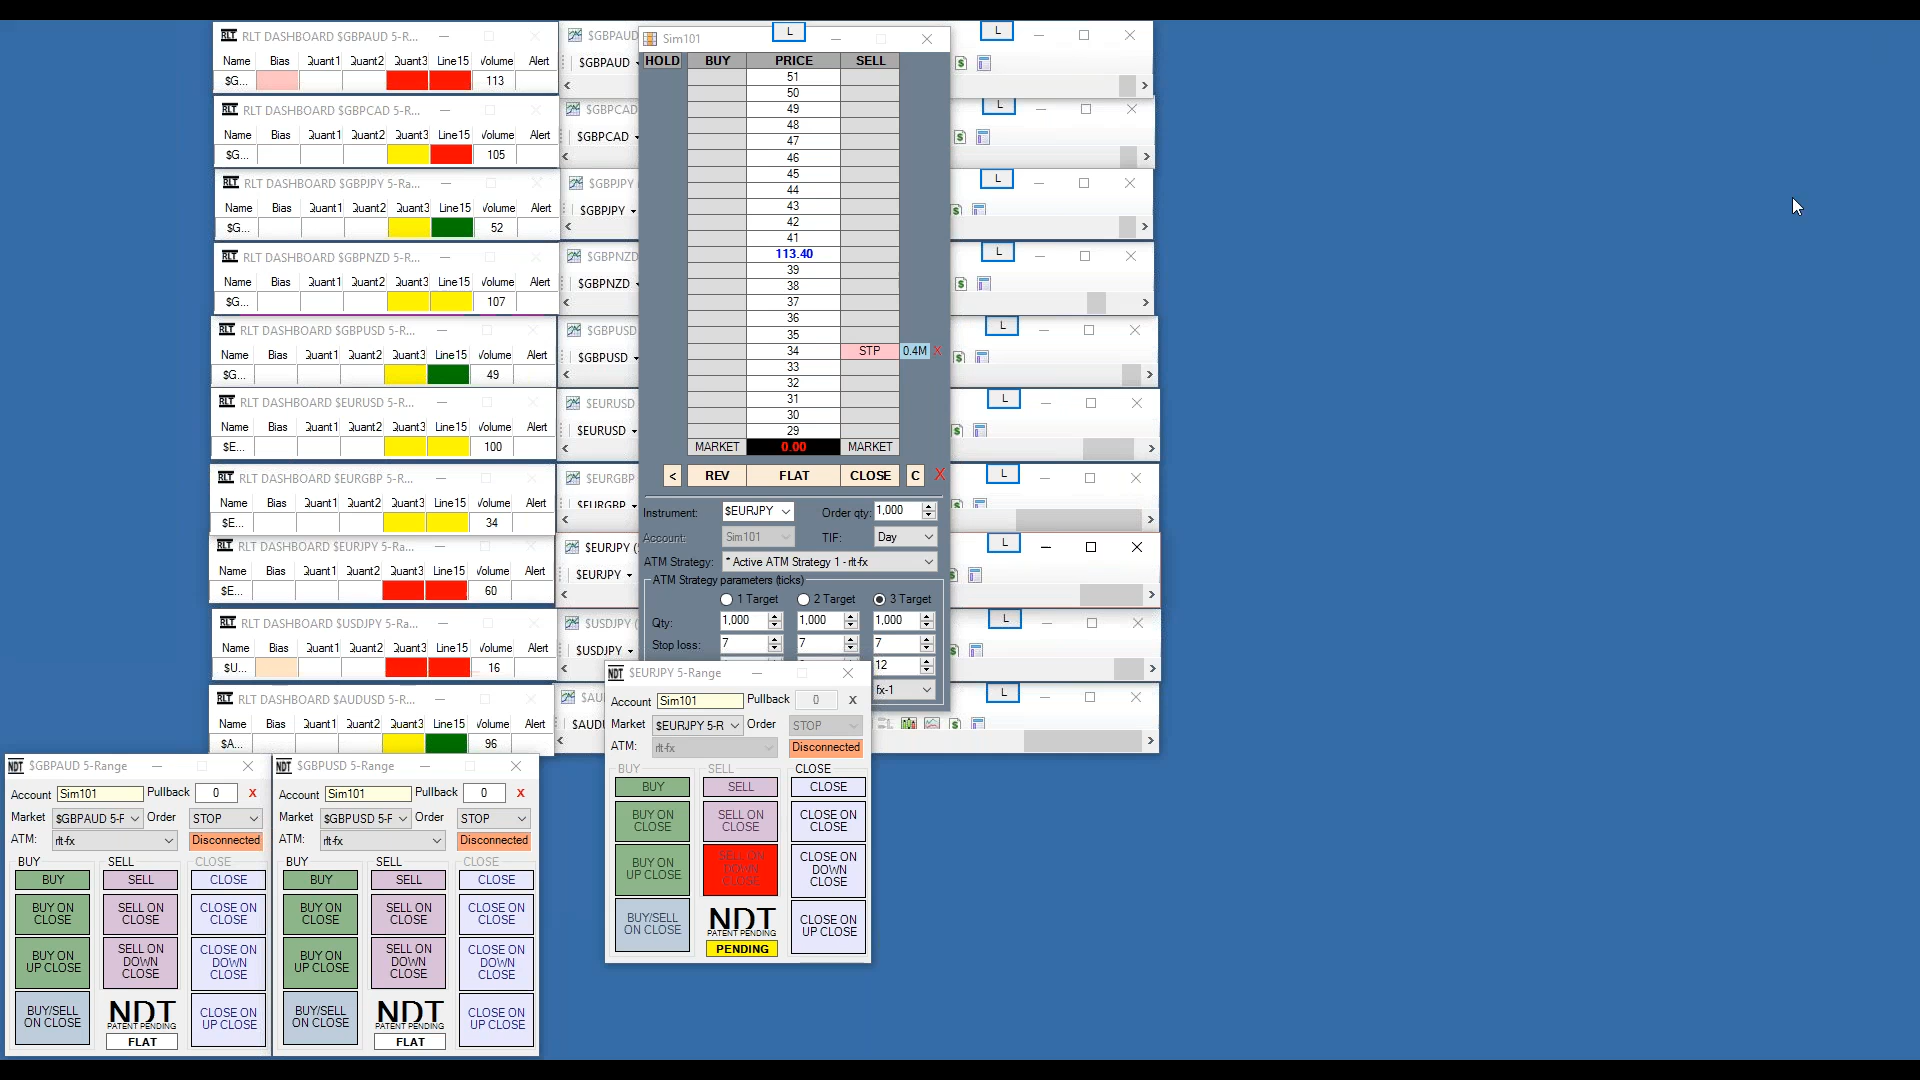 RLT DASHBOARD $GBPAUD 5-R...
Name Bias Quant1 Quant2 Quant3 Line15 Volume Alert
$G... 113
RLT DASHBOARD $GBPCAD 5-R...
Name Bias Quant1 Quant2 Quant3 Line15 Volume Alert
$G... 105
RLT DASHBOARD $GBPJPY 5-Ra...
Name Bias Quant1 Quant2 Quant3 Line15 Volume Alert
$G... 52
RLT DASHBOARD $GBPNZD 5-R...
Name Bias Quant1 Quant2 Quant3 Line15 Volume Alert
$G... 107
RLT DASHBOARD $GBPUSD 5-R...
Name Bias Quant1 Quant2 Quant3 Line15 Volume Alert
$G... 49
RLT DASHBOARD $EURUSD 5-R...
Name Bias Quant1 Quant2 Quant3 Line15 Volume Alert
$E... 100
RLT DASHBOARD $EURGBP 5-R...
Name Bias Quant1 Quant2 Quant3 Line15 Volume Alert
$E... 34
RLT DASHBOARD $EURJPY 5-Ra...
Name Bias Quant1 Quant2 Quant3 Line15 Volume Alert
$E... 60
RLT DASHBOARD $USDJPY 5-Ra...
Name Bias Quant1 Quant2 Quant3 Line15 Volume Alert
$U... 16
RLT DASHBOARD $AUDUSD 5-R...
Name Bias Quant1 Quant2 Quant3 Line15 Volume Alert
$A... 96
$GBPAUD L
$GBPAUD
$GBPCAD L
$GBPCAD
$GBPJPY L
$GBPJPY
$GBPNZD L
$GBPNZD
$GBPUSD L
$GBPUSD
$EURUSD L
$EURUSD
$EURGBP L
$EURGBP
$EURJPY (5 L
$EURJPY
$USDJPY ( L
$USDJPY
$AU L
$AUDU
Sim101 L
HOLD BUY PRICE SELL
51
50
49
48
47
46
45
44
43
42
41
113.40
39
38
37
36
35
34 STP 0.4M X
33
32
31
30
29
MARKET 0.00 MARKET
< REV FLAT CLOSE C X
Instrument: $EURJPY Order qty: 1,000
Account: Sim101 TIF: Day
ATM Strategy: * Active ATM Strategy 1 - rlt-fx
ATM Strategy parameters (ticks)
1 Target 2 Target 3 Target
Qty: 1,000 1,000 1,000
Stop loss: 7 7 7
12
fx-1
NDT $EURJPY 5-Range
Account Sim101 Pullback 0 X
Market $EURJPY 5-R Order STOP
ATM: rlt-fx Disconnected
BUY SELL CLOSE
BUY SELL CLOSE
BUY ON CLOSE SELL ON CLOSE CLOSE ON CLOSE
BUY ON UP CLOSE SELL ON DOWN CLOSE CLOSE ON DOWN CLOSE
BUY/SELL ON CLOSE NDT PATENT PENDING CLOSE ON UP CLOSE
PENDING
NDT $GBPAUD 5-Range
Account Sim101 Pullback 0 X
Market $GBPAUD 5-F Order STOP
ATM: rlt-fx Disconnected
BUY SELL CLOSE
BUY SELL CLOSE
BUY ON CLOSE SELL ON CLOSE CLOSE ON CLOSE
BUY ON UP CLOSE SELL ON DOWN CLOSE CLOSE ON DOWN CLOSE
BUY/SELL ON CLOSE NDT PATENT PENDING CLOSE ON UP CLOSE
FLAT
NDT $GBPUSD 5-Range
Account Sim101 Pullback 0 X
Market $GBPUSD 5-F Order STOP
ATM: rlt-fx Disconnected
BUY SELL CLOSE
BUY SELL CLOSE
BUY ON CLOSE SELL ON CLOSE CLOSE ON CLOSE
BUY ON UP CLOSE SELL ON DOWN CLOSE CLOSE ON DOWN CLOSE
BUY/SELL ON CLOSE NDT PATENT PENDING CLOSE ON UP CLOSE
FLAT